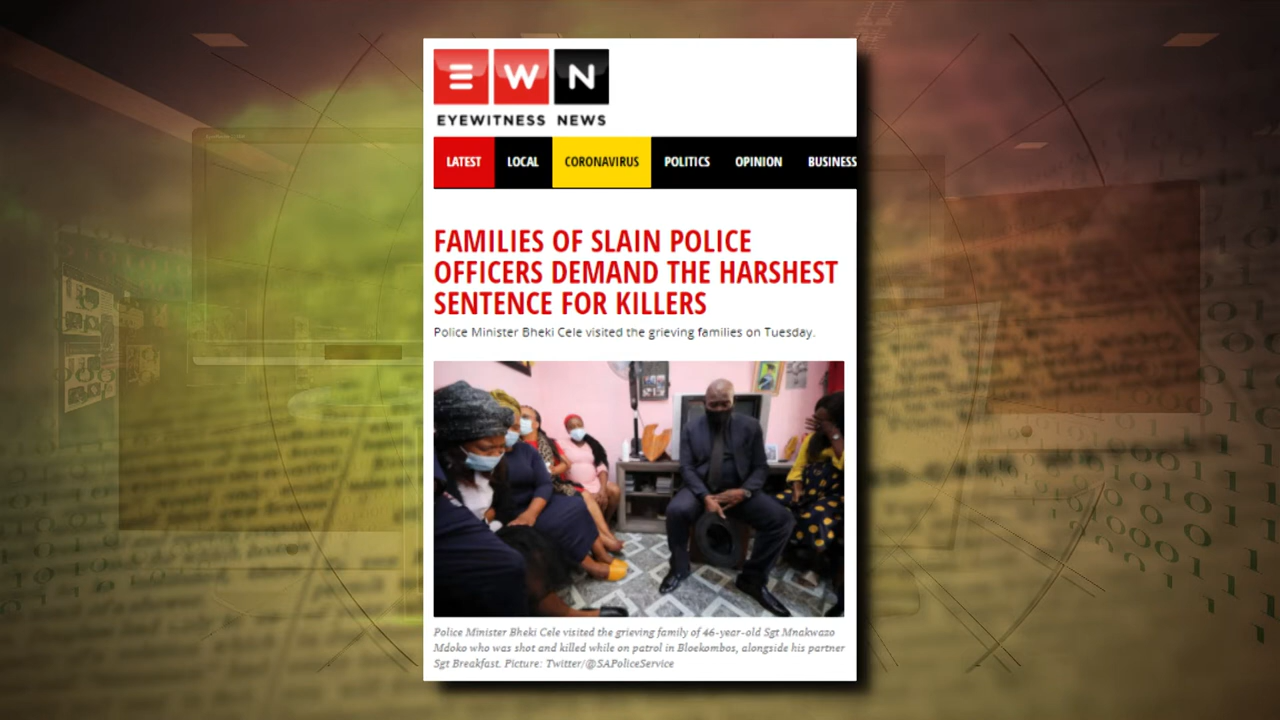 E W N
EYEWITNESS NEWS
LATEST LOCAL CORONAVIRUS POLITICS OPINION BUSINESS
FAMILIES OF SLAIN POLICE
OFFICERS DEMAND THE HARSHEST
SENTENCE FOR KILLERS
Police Minister Bheki Cele visited the grieving families on Tuesday.
Police Minister Bheki Cele visited the grieving family of 46-year-old Sgt Mnakwazo
Mdoko who was shot and killed while on patrol in Bloekombos, alongside his partner
Sgt Breakfast. Picture: Twitter/@SAPoliceService